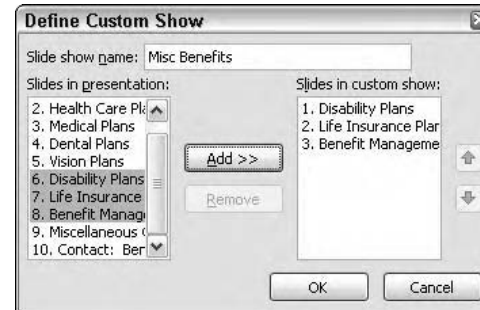 Define Custom Show
Slide show name: Misc Benefits
Slides in presentation:
2. Health Care Pla
3. Medical Plans
4. Dental Plans
5. Vision Plans
6. Disability Plans
7. Life Insurance
8. Benefit Manag
9. Miscellaneous
10. Contact: Ber
Add >>
Remove
Slides in custom show:
1. Disability Plans
2. Life Insurance Plar
3. Benefit Manageme
OK
Cancel